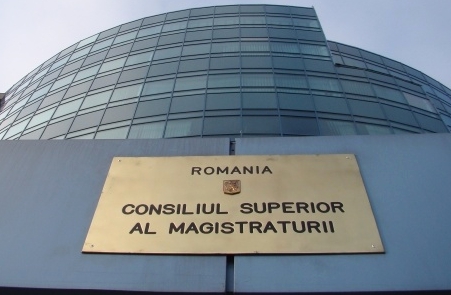 ROMANIA
CONSILIUL SUPERIOR
AL MAGISTRATURII